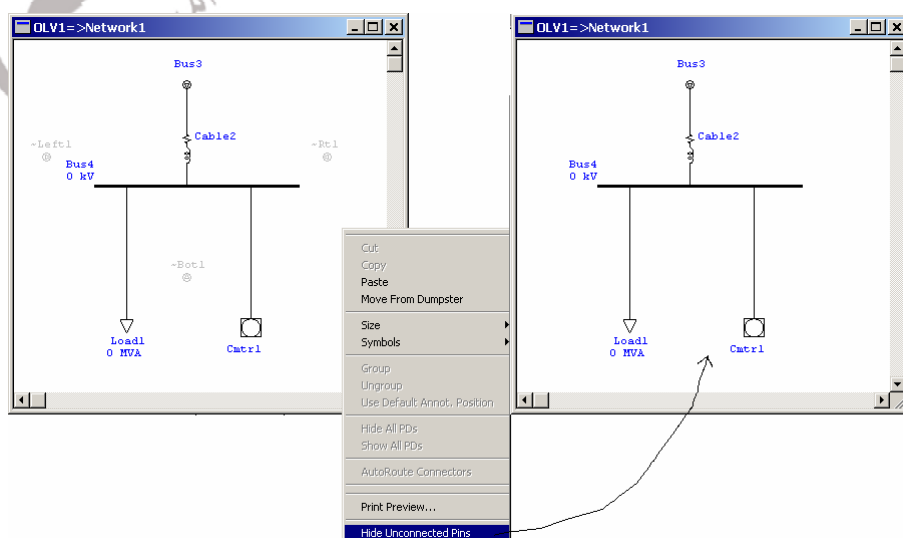 OLV1=>Network1
Bus3
Cable2
~Left1
~Rt1
Bus4
0 kV
~Bot1
Load1
0 MVA
Cmtr1
Cut
Copy
Paste
Move From Dumpster
Size
Symbols
Group
Ungroup
Use Default Annot. Position
Hide All PDs
Show All PDs
AutoRoute Connectors
Print Preview...
Hide Unconnected Pins
OLV1=>Network1
Bus3
Cable2
Bus4
0 kV
Load1
0 MVA
Cmtr1